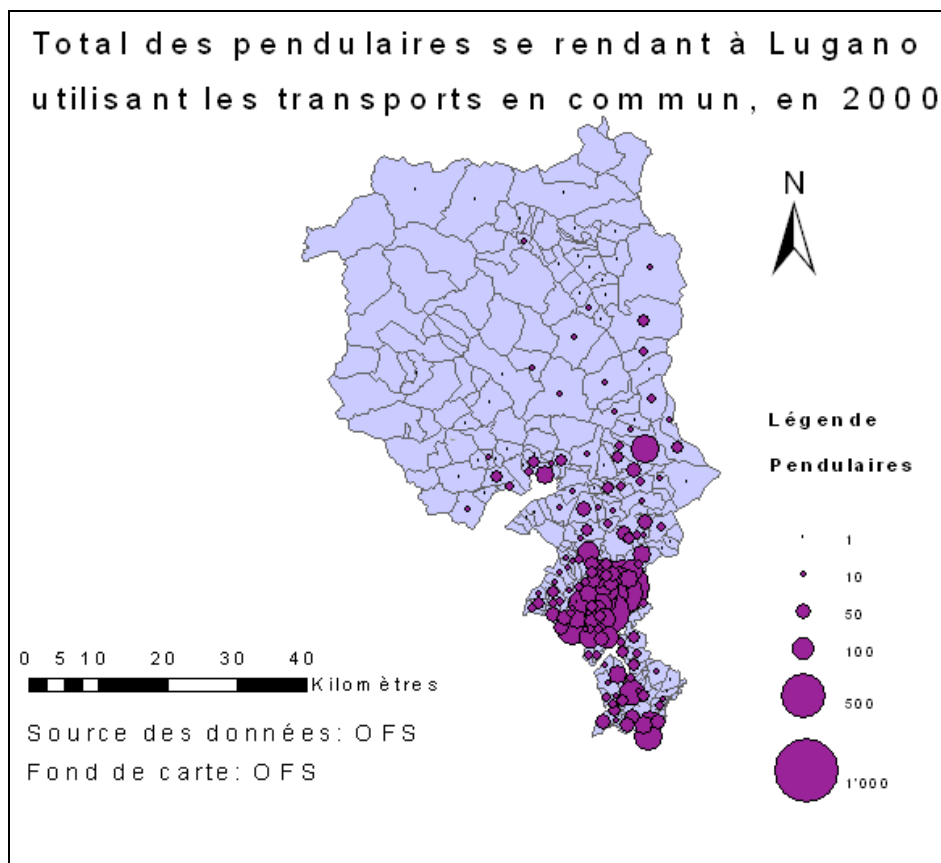 Total des pendulaires se rendant à Lugano
utilisant les transports en commun, en 2000
N
Légende
Pendulaires
1
10
50
100
500
1'000
0 5 10 20 30 40
Kilomètres
Source des données: OFS
Fond de carte: OFS